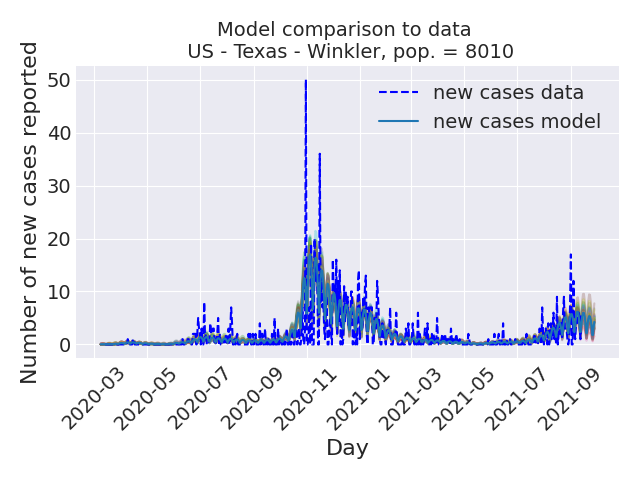 Model comparison to data
US - Texas - Winkler, pop. = 8010
Number of new cases reported
50
40
30
20
10
0
new cases data
new cases model
2020-03
2020-05
2020-07
2020-09
2020-11
2021-01
2021-03
2021-05
2021-07
2021-09
Day